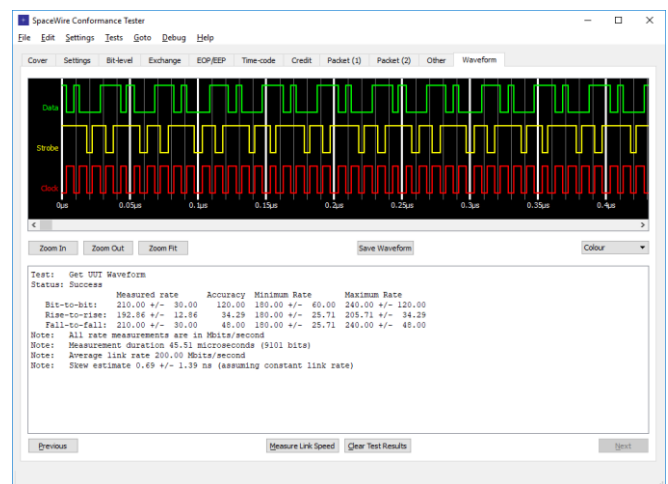 SpaceWire Conformance Tester
File Edit Settings Tests Goto Debug Help
Cover Settings Bit-level Exchange EOP/EEP Time-code Credit Packet (1) Packet (2) Other Waveform
Data
Strobe
Clock
0µs 0.05µs 0.1µs 0.15µs 0.2µs 0.25µs 0.3µs 0.35µs 0.4µs
Zoom In Zoom Out Zoom Fit Save Waveform Colour
Test: Get UUT Waveform
Status: Success
Measured rate Accuracy Minimum Rate Maximum Rate
Bit-to-bit: 210.00 +/- 30.00 120.00 180.00 +/- 60.00 240.00 +/- 120.00
Rise-to-rise: 192.86 +/- 12.86 34.29 180.00 +/- 25.71 205.71 +/- 34.29
Fall-to-fall: 210.00 +/- 30.00 48.00 180.00 +/- 25.71 240.00 +/- 48.00
Note: All rate measurements are in Mbits/second
Note: Measurement duration 45.51 microseconds (9101 bits)
Note: Average link rate 200.00 Mbits/second
Note: Skew estimate 0.69 +/- 1.39 ns (assuming constant link rate)
Previous Measure Link Speed Clear Test Results Next